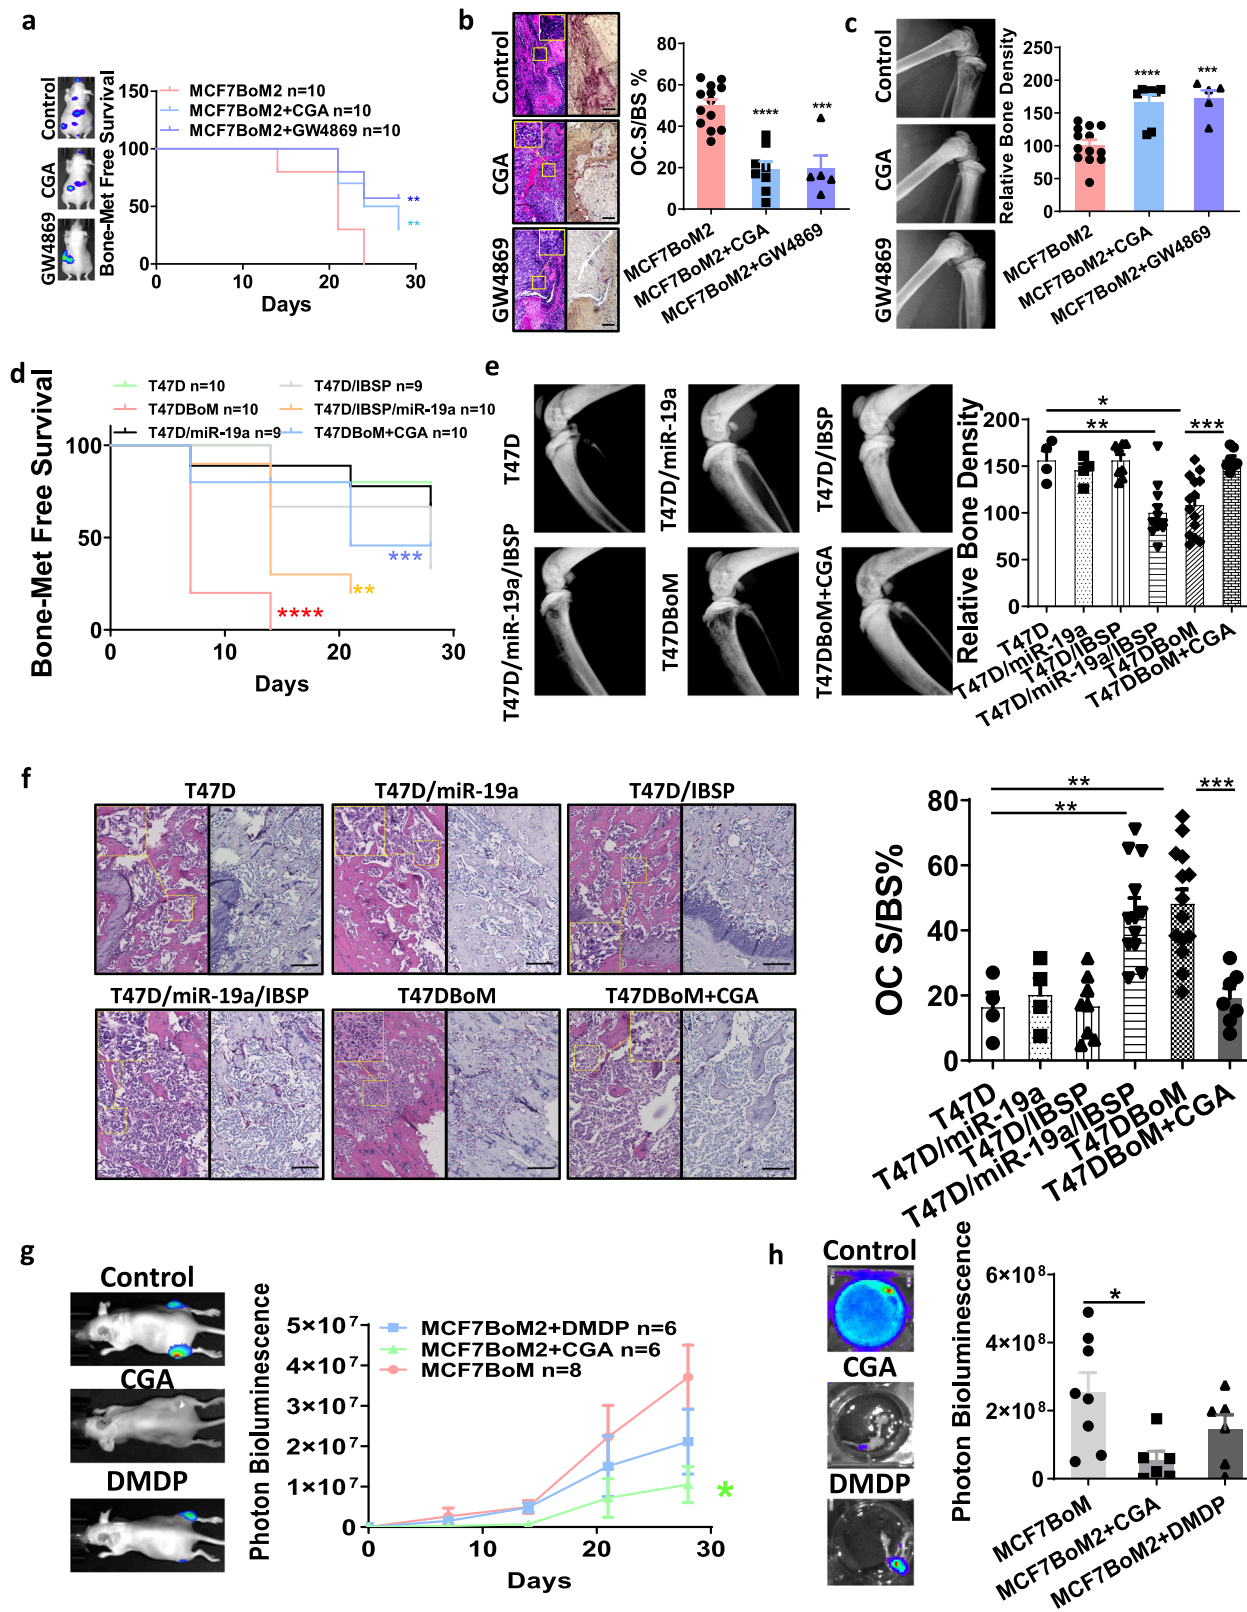 a
Control
CGA
GW4869
Bone-Met Free Survival
MCF7BoM2 n=10
MCF7BoM2+CGA n=10
MCF7BoM2+GW4869 n=10
150
100
50
0
**
**
0
10
20
30
Days
b
Control
CGA
GW4869
OC.S/BS %
80
60
40
20
0
****
***
MCF7BoM2
MCF7BoM2+CGA
MCF7BoM2+GW4869
c
Control
CGA
GW4869
Relative Bone Density
250
200
150
100
50
0
****
***
MCF7BoM2
MCF7BoM2+CGA
MCF7BoM2+GW4869
d
T47D n=10
T47D/IBSP n=9
T47DBoM n=10
T47D/IBSP/miR-19a n=10
T47D/miR-19a n=9
T47DBoM+CGA n=10
Bone-Met Free Survival
100
50
0
***
**
****
0
10
20
30
Days
e
T47D
T47D/miR-19a
T47D/IBSP
T47D/miR-19a/IBSP
T47DBoM
T47DBoM+CGA
Relative Bone Density
200
150
100
50
0
*
**
***
T47D
T47D/miR-19a
T47D/IBSP
T47D/miR-19a/IBSP
T47DBoM
T47DBoM+CGA
f
T47D
T47D/miR-19a
T47D/IBSP
T47D/miR-19a/IBSP
T47DBoM
T47DBoM+CGA
OC S/BS%
80
60
40
20
0
**
**
***
T47D
T47D/miR-19a
T47D/IBSP
T47D/miR-19a/IBSP
T47DBoM
T47DBoM+CGA
g
Control
CGA
DMDP
Photon Bioluminescence
5×10⁷
4×10⁷
3×10⁷
2×10⁷
1×10⁷
0
MCF7BoM2+DMDP n=6
MCF7BoM2+CGA n=6
MCF7BoM n=8
*
0
10
20
30
Days
h
Control
CGA
DMDP
Photon Bioluminescence
6×10⁸
4×10⁸
2×10⁸
0
*
MCF7BoM
MCF7BoM2+CGA
MCF7BoM2+DMDP